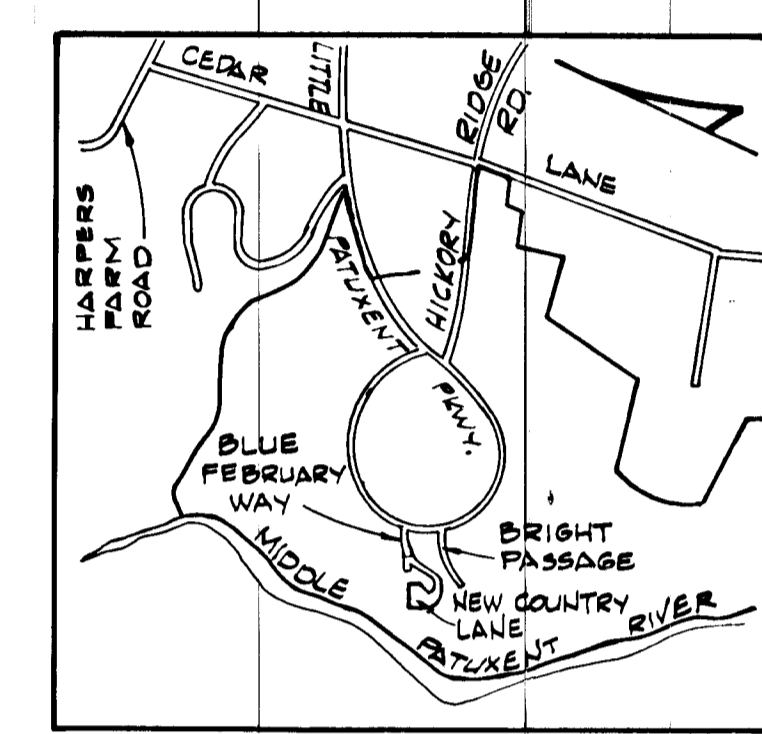 CEDAR
LITTLE
RIDGE
RD.
LANE
HARPERS
FARM
ROAD
PATUXENT
HICKORY
PKWY.
BLUE
FEBRUARY
WAY
BRIGHT
PASSAGE
MIDDLE
NEW COUNTRY
LANE
PATUXENT
RIVER